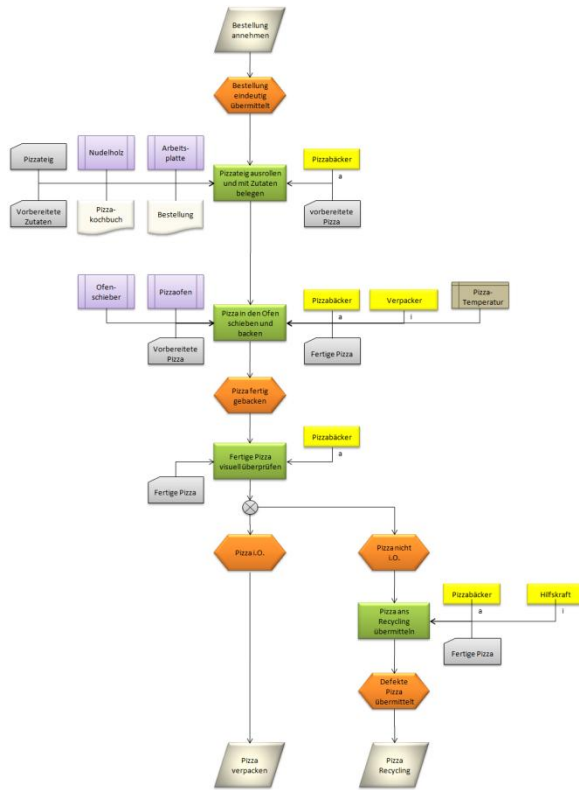 Bestellung
annehmen
Bestellung
eindeutig
übermittelt
Pizzateig
Nudelholz
Arbeits-
platte
Pizzabäcker
a
Pizzateig ausrollen
und mit Zutaten
belegen
Vorbereitete
Zutaten
Pizza-
kochbuch
Bestellung
vorbereitete
Pizza
Ofen-
schieber
Pizzaofen
Pizzabäcker
a
Verpacker
i
Pizza-
Temperatur
Pizza in den Ofen
schieben und
backen
Vorbereitete
Pizza
Fertige Pizza
Pizza fertig
gebacken
Pizzabäcker
a
Fertige Pizza
visuell überprüfen
Fertige Pizza
Pizza i.O.
Pizza nicht
i.O.
Pizzabäcker
a
Hilfskraft
i
Pizza ans
Recycling
übermitteln
Fertige Pizza
Defekte
Pizza
übermittelt
Pizza
verpacken
Pizza
Recycling